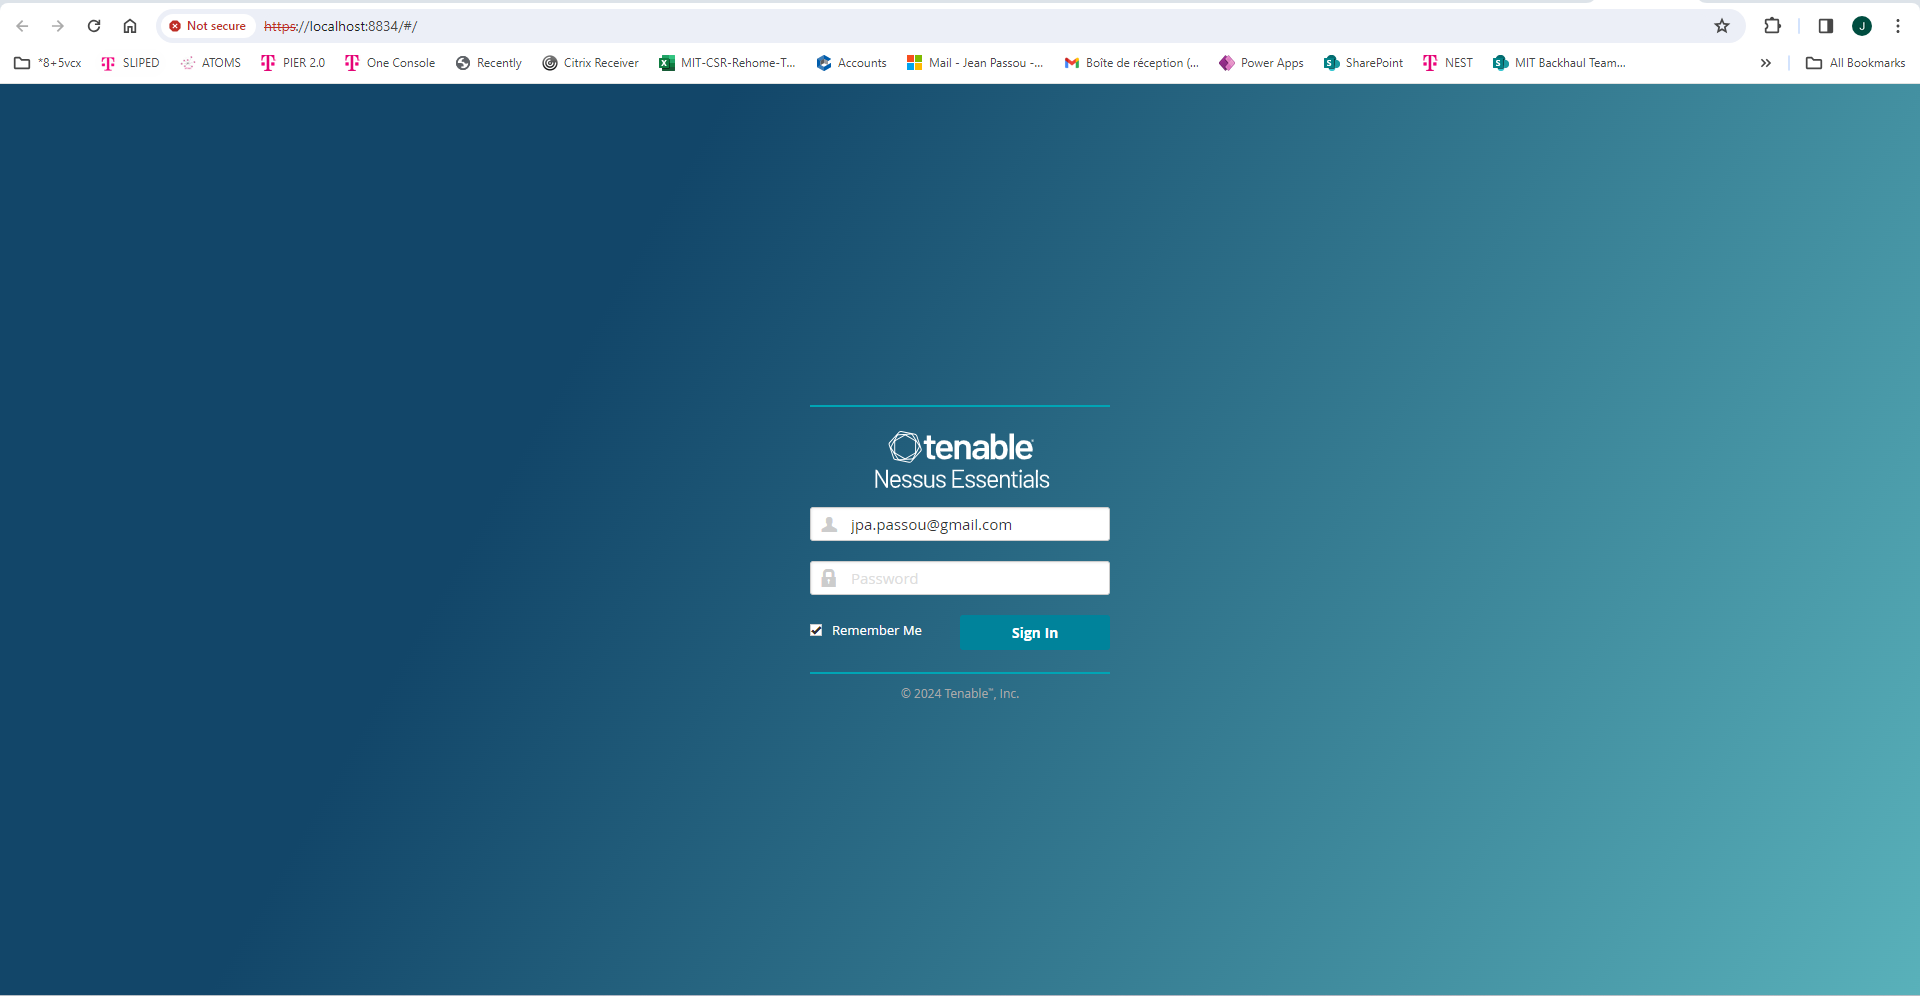 Not secure https://localhost:8834/#/ J
*8+5vcx SLIPED ATOMS PIER 2.0 One Console Recently Citrix Receiver MIT-CSR-Rehome-T... Accounts Mail - Jean Passou -... Boîte de réception (... Power Apps SharePoint NEST MIT Backhaul Team... » All Bookmarks
tenable
Nessus Essentials
jpa.passou@gmail.com
Password
Remember Me Sign In
© 2024 Tenable™, Inc.